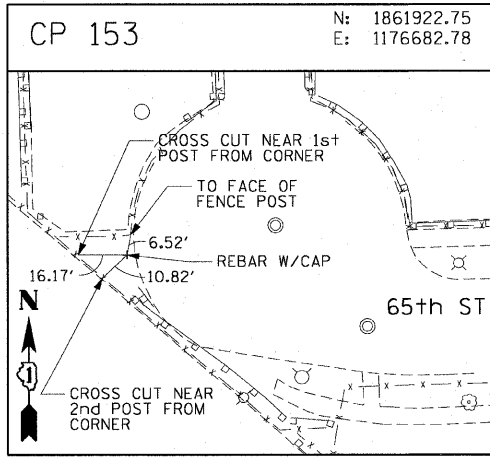 CP 153
N: 1861922.75
E: 1176682.78
CROSS CUT NEAR 1st
POST FROM CORNER
TO FACE OF
FENCE POST
6.52'
REBAR W/CAP
16.17'
10.82'
65th ST
N
1
CROSS CUT NEAR
2nd POST FROM
CORNER